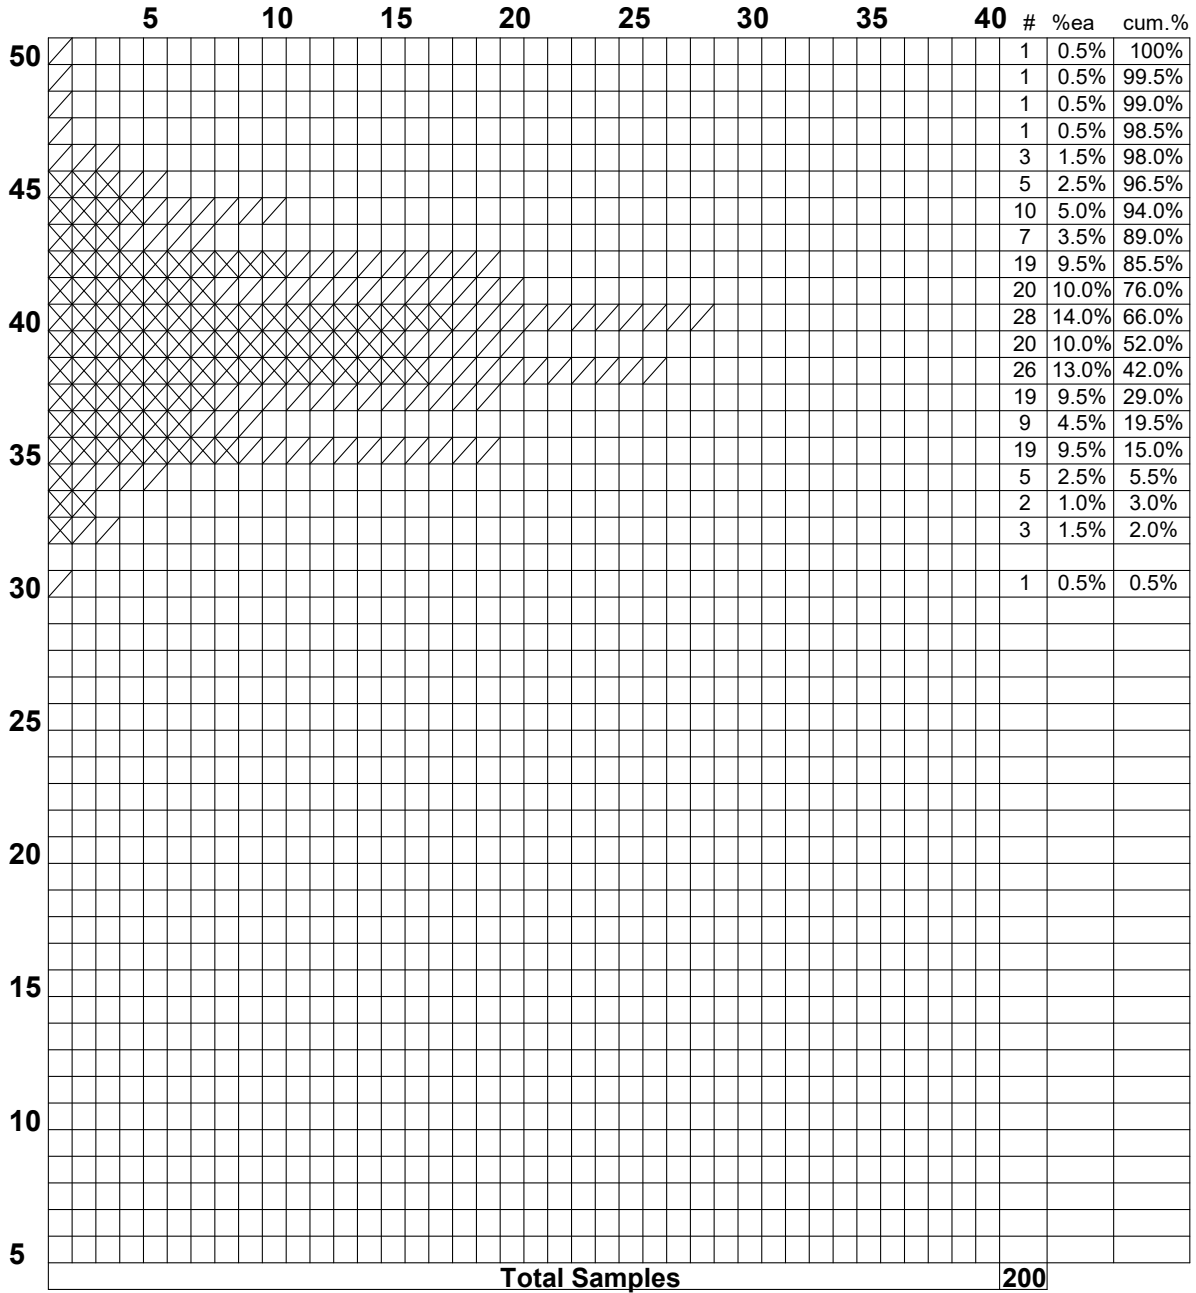 5 10 15 20 25 30 35 40 # %ea cum.%
50 1 0.5% 100%
1 0.5% 99.5%
1 0.5% 99.0%
1 0.5% 98.5%
3 1.5% 98.0%
45 5 2.5% 96.5%
10 5.0% 94.0%
7 3.5% 89.0%
19 9.5% 85.5%
20 10.0% 76.0%
40 28 14.0% 66.0%
20 10.0% 52.0%
26 13.0% 42.0%
19 9.5% 29.0%
9 4.5% 19.5%
35 19 9.5% 15.0%
5 2.5% 5.5%
2 1.0% 3.0%
3 1.5% 2.0%
30 1 0.5% 0.5%
25
20
15
10
5
Total Samples 200